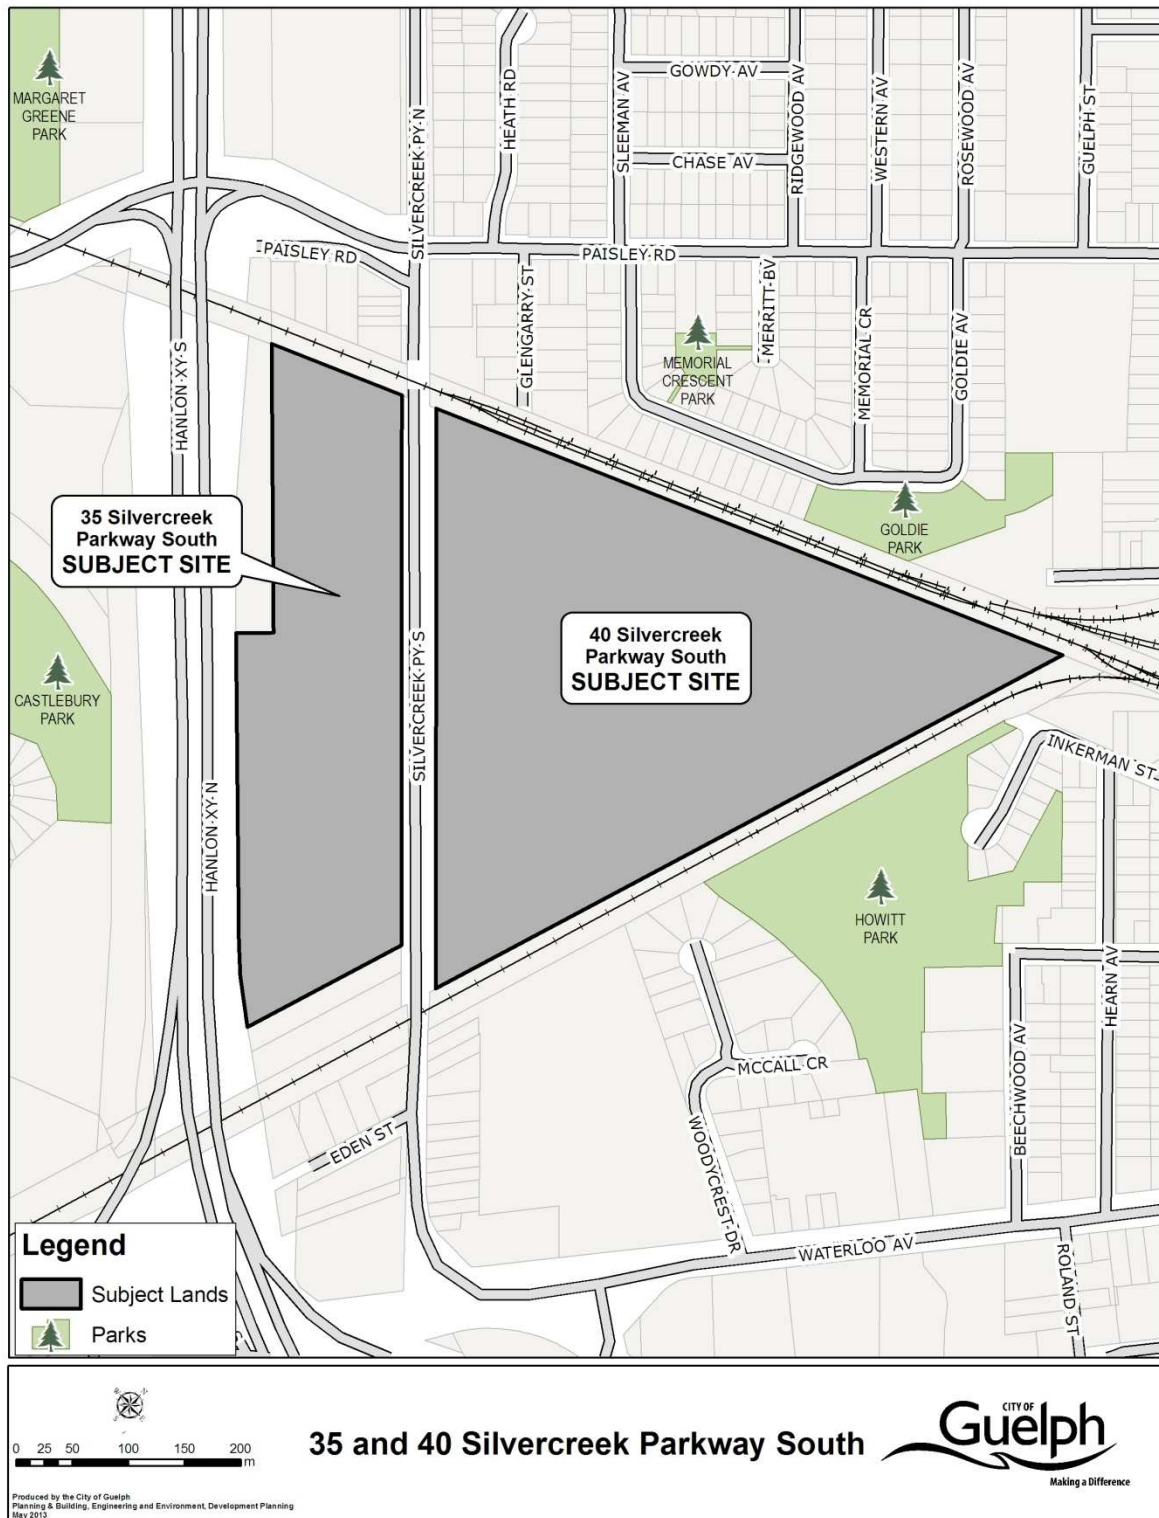 MARGARET
GREENE
PARK
HANLON XY S
SILVERCREEK PY N
HEATH RD
SLEEMAN AV
GOWDY AV
CHASE AV
RIDGEWOOD AV
WESTERN AV
ROSEWOOD AV
GUELPH ST
PAISLEY RD
PAISLEY RD
GLENGARRY ST
MERRITT BV
MEMORIAL
CRESCENT
PARK
MEMORIAL CR
GOLDIE AV
GOLDIE
PARK
35 Silvercreek
Parkway South
SUBJECT SITE
40 Silvercreek
Parkway South
SUBJECT SITE
CASTLEBURY
PARK
SILVERCREEK PY S
HANLON XY N
INKERMAN ST
HOWITT
PARK
HEARN AV
BEECHWOOD AV
MCCALL CR
WOODYCREST DR
EDEN ST
WATERLOO AV
ROLAND ST
Legend
Subject Lands
Parks
N
E
S
W
0 25 50 100 150 200
m
35 and 40 Silvercreek Parkway South
CITY OF
Guelph
Making a Difference
Produced by the City of Guelph
Planning & Building, Engineering and Environment, Development Planning
May 2013